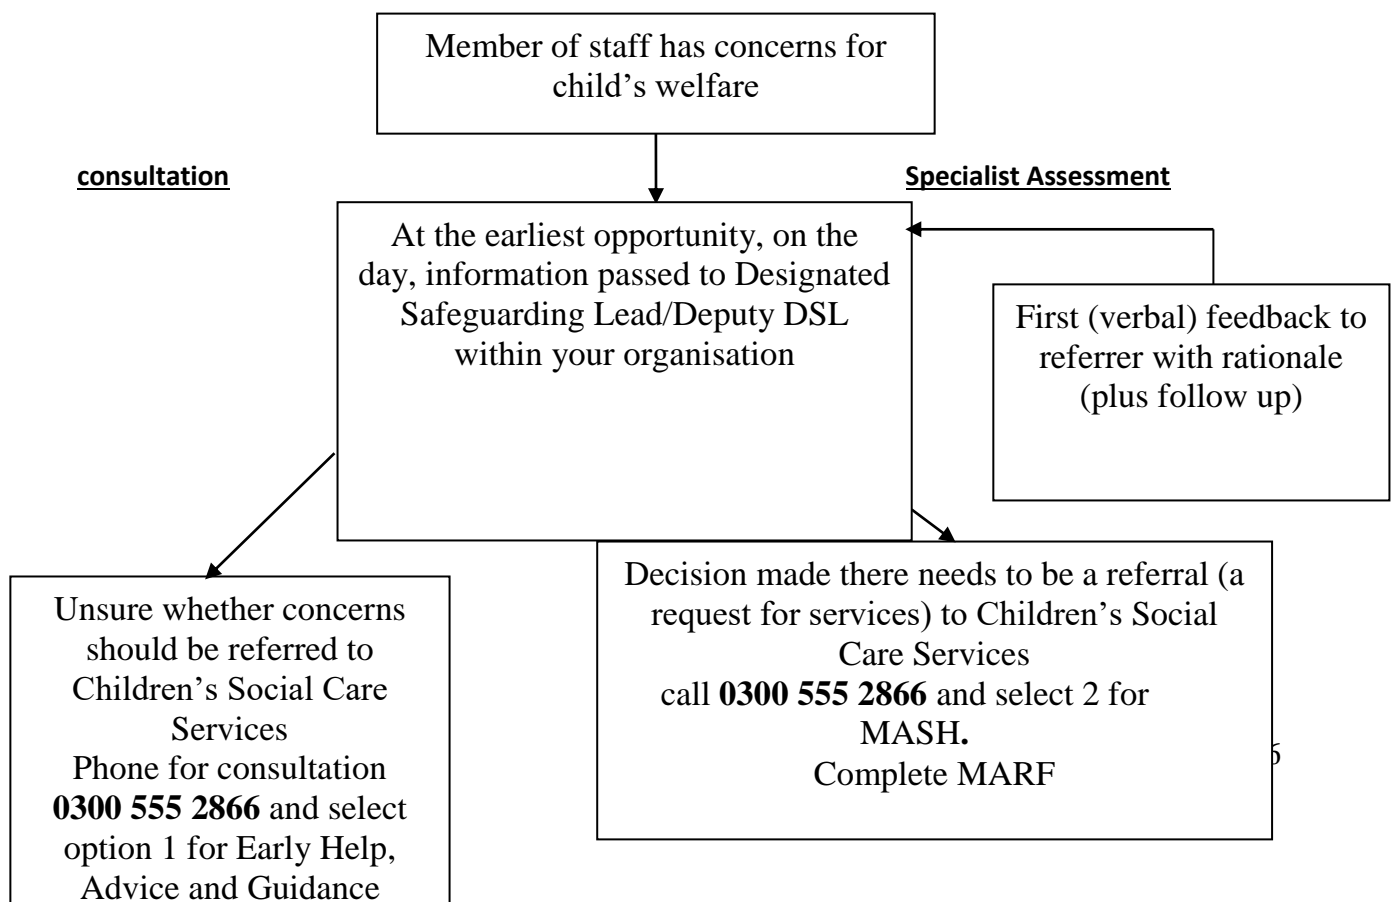 Member of staff has concerns for
child’s welfare
consultation
Specialist Assessment
At the earliest opportunity, on the
day, information passed to Designated
Safeguarding Lead/Deputy DSL
within your organisation
First (verbal) feedback to
referrer with rationale
(plus follow up)
Unsure whether concerns
should be referred to
Children’s Social Care
Services
Phone for consultation
0300 555 2866 and select
option 1 for Early Help,
Advice and Guidance
Decision made there needs to be a referral (a
request for services) to Children’s Social
Care Services
call 0300 555 2866 and select 2 for
MASH.
Complete MARF